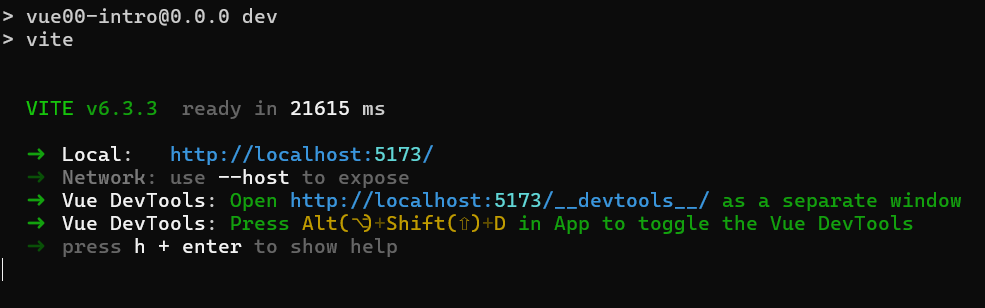 > vue00-intro@0.0.0 dev
> vite
VITE v6.3.3 ready in 21615 ms
➜ Local: http://localhost:5173/
➜ Network: use --host to expose
➜ Vue DevTools: Open http://localhost:5173/__devtools__/ as a separate window
➜ Vue DevTools: Press Alt(⌥)+Shift(⇧)+D in App to toggle the Vue DevTools
➜ press h + enter to show help